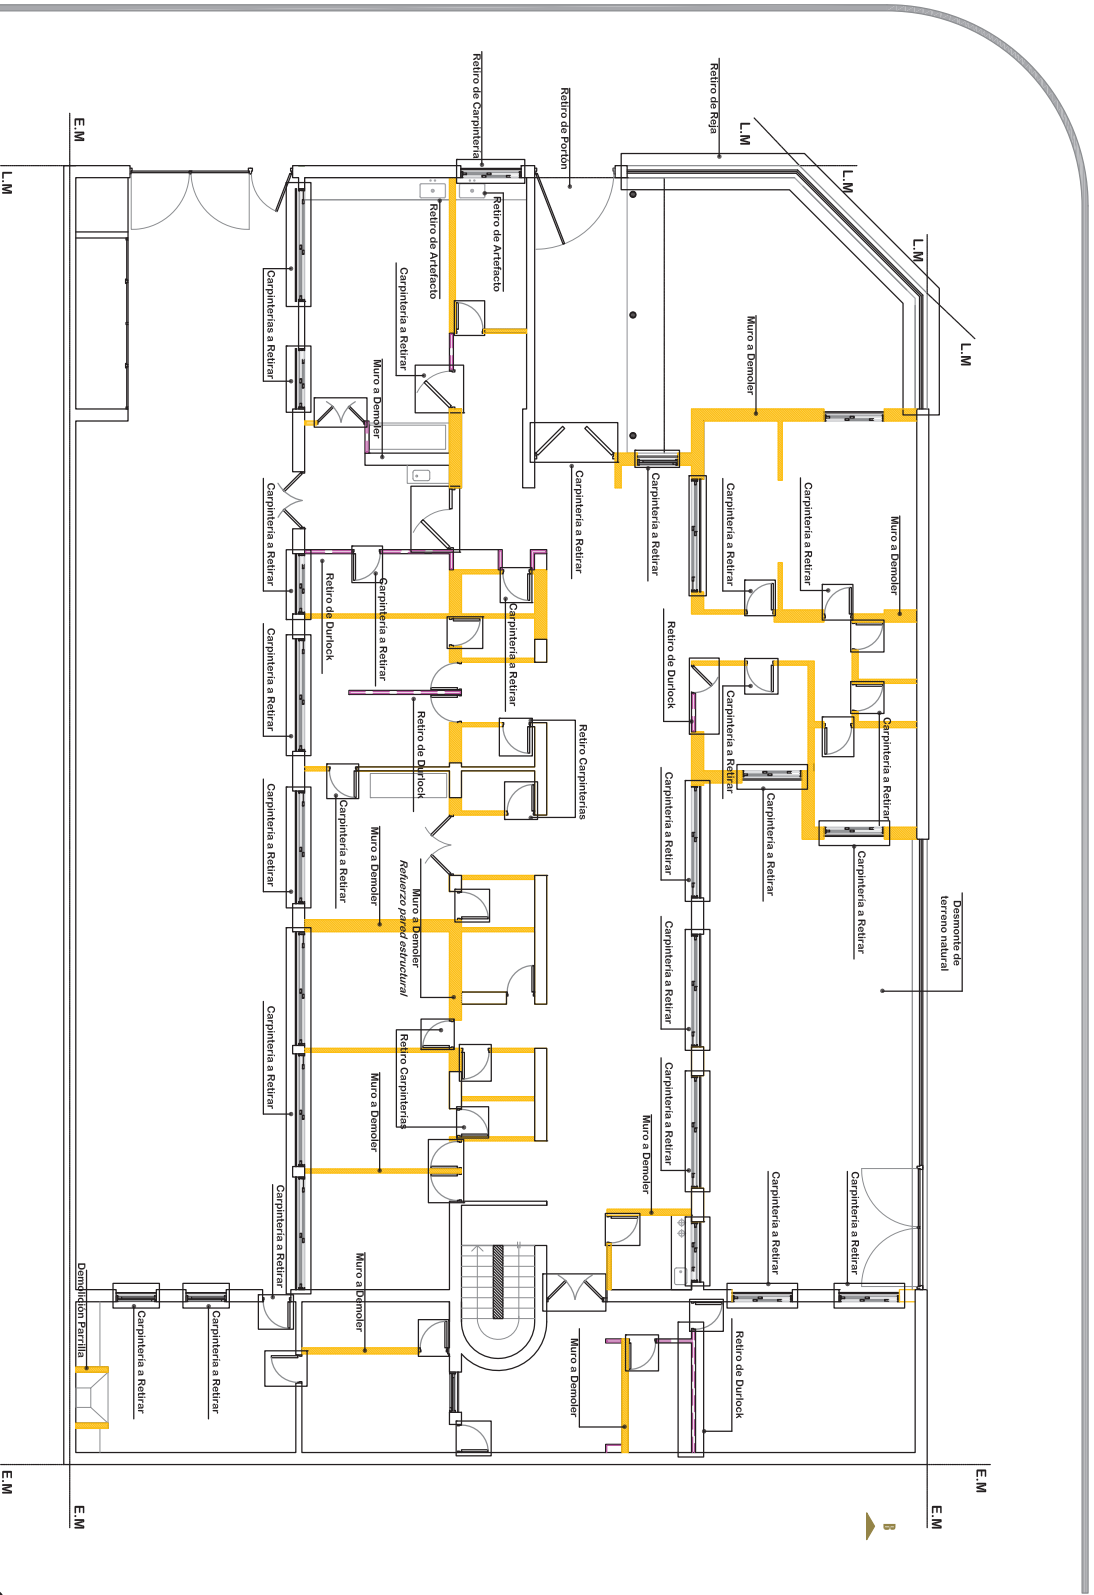 E.M
L.M
Retiro de Carpintería
Retiro de Portón
Retiro de Reja
L.M
L.M
L.M
L.M
Retiro de Artefacto
Retiro de Artefacto
Carpintería a Retirar
Carpinterías a Retirar
Muro a Demoler
Muro a Demoler
Carpintería a Retirar
Carpintería a Retirar
Carpintería a Retirar
Carpintería a Retirar
Carpintería a Retirar
Muro a Demoler
Retiro de Durlock
Carpintería a Retirar
Carpintería a Retirar
Retiro de Durlock
Carpintería a Retirar
Retiro de Durlock
Retiro Carpinterías
Carpintería a Retirar
Carpintería a Retirar
Carpintería a Retirar
Carpintería a Retirar
Carpintería a Retirar
Carpintería a Retirar
Carpintería a Retirar
Muro a Demoler
Muro a Demoler
Refuerzo pared estructural
Desmonte de
terreno natural
Carpintería a Retirar
Carpintería a Retirar
Retiro Carpinterías
Muro a Demoler
Carpintería a Retirar
Muro a Demoler
Carpintería a Retirar
Carpintería a Retirar
Carpintería a Retirar
Muro a Demoler
Demolición Parrilla
Carpintería a Retirar
Carpintería a Retirar
Muro a Demoler
Retiro de Durlock
E.M
E.M
E.M
E.M
B